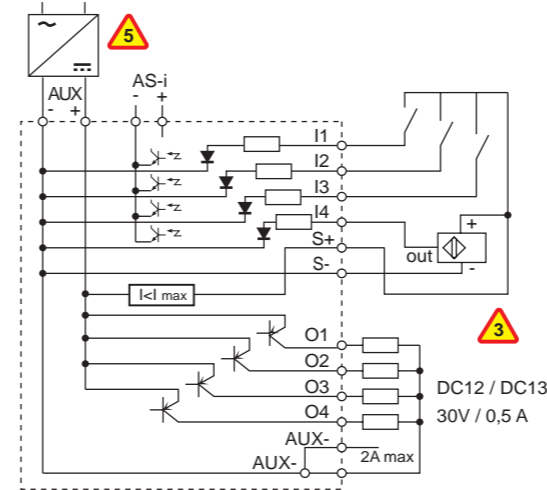 5
AS-i
AUX
- +
- +
I1
I2
I3
I4
S+
S-
+
out
-
I<I max
3
O1
O2
O3
O4
DC12 / DC13
30V / 0,5 A
AUX-
2A max
AUX-